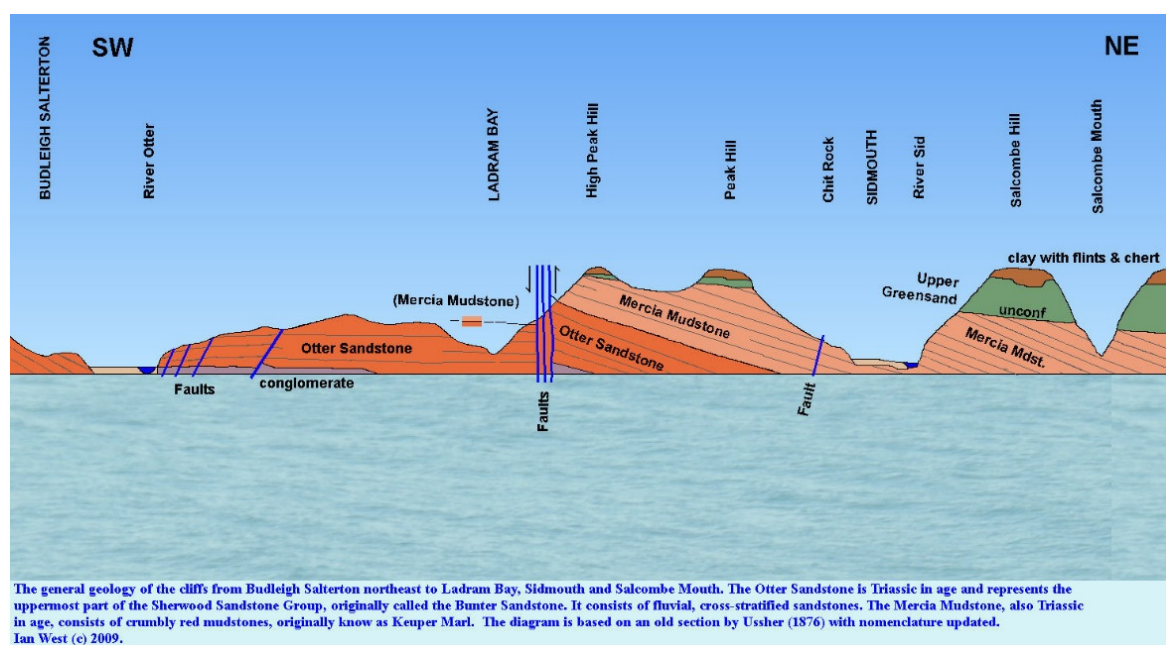 SW
NE
BUDLEIGH SALTERTON
River Otter
LADRAM BAY
High Peak Hill
Peak Hill
Chit Rock
SIDMOUTH
River Sid
Salcombe Hill
Salcombe Mouth
clay with flints & chert
Upper
Greensand
(Mercia Mudstone)
Mercia Mudstone
unconf
Otter Sandstone
Otter Sandstone
Mercia Mdst.
Faults
conglomerate
Faults
Fault
The general geology of the cliffs from Budleigh Salterton northeast to Ladram Bay, Sidmouth and Salcombe Mouth. The Otter Sandstone is Triassic in age and represents the
uppermost part of the Sherwood Sandstone Group, originally called the Bunter Sandstone. It consists of fluvial, cross-stratified sandstones. The Mercia Mudstone, also Triassic
in age, consists of crumbly red mudstones, originally know as Keuper Marl. The diagram is based on an old section by Ussher (1876) with nomenclature updated.
Ian West (c) 2009.